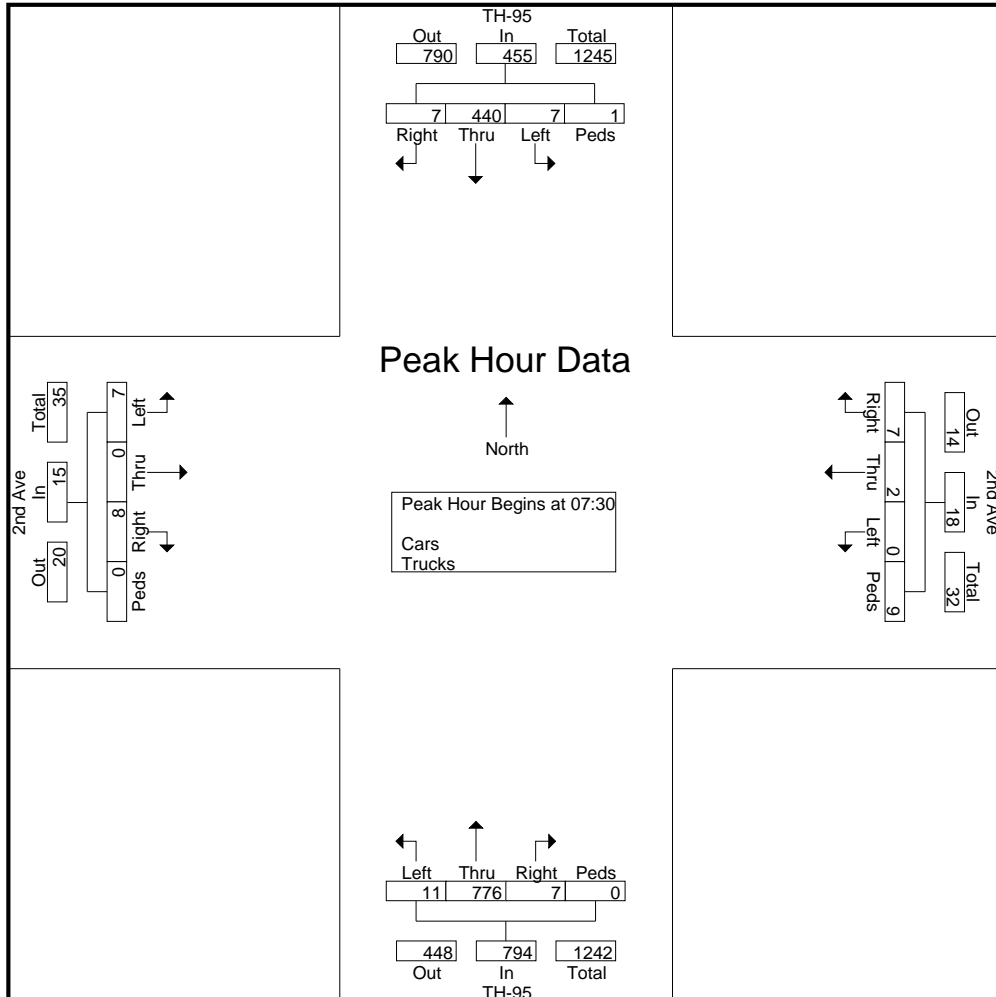 TH-95
Out In Total
790 455 1245
7 440 7 1
Right Thru Left Peds
Peak Hour Data
North
Peak Hour Begins at 07:30
Cars
Trucks
2nd Ave
Out In Total
20 15 35
Left Thru Right Peds
7 0 8 0
2nd Ave
Out In Total
14 18 32
Right Thru Left Peds
7 2 0 9
Left Thru Right Peds
11 776 7 0
448 794 1242
Out In Total
TH-95